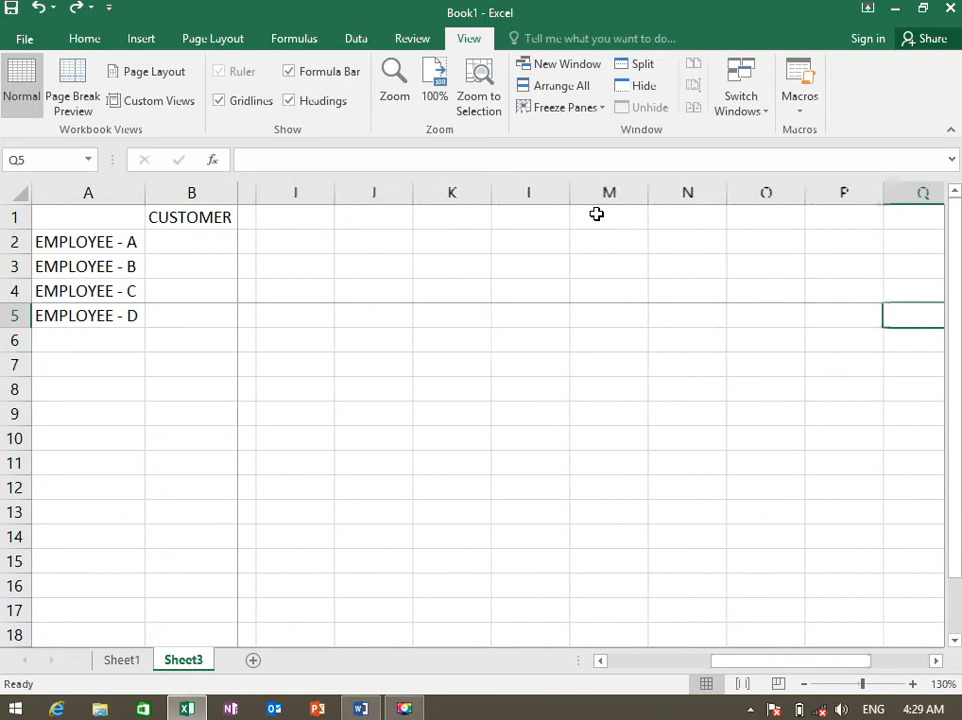 Book1 - Excel
File Home Insert Page Layout Formulas Data Review View Tell me what you want to do... Sign in Share
Normal Page Break Preview Page Layout Custom Views Workbook Views
Ruler Formula Bar Gridlines Headings Show
Zoom 100% Zoom to Selection Zoom
New Window Arrange All Freeze Panes Split Hide Unhide Switch Windows Window
Macros Macros
Q5 fx
A B J K M N O P Q
1 CUSTOMER
2 EMPLOYEE - A
3 EMPLOYEE - B
4 EMPLOYEE - C
5 EMPLOYEE - D
6
7
8
9
10
11
12
13
14
15
16
17
18
Sheet1 Sheet3
Ready 130%
ENG 4:29 AM